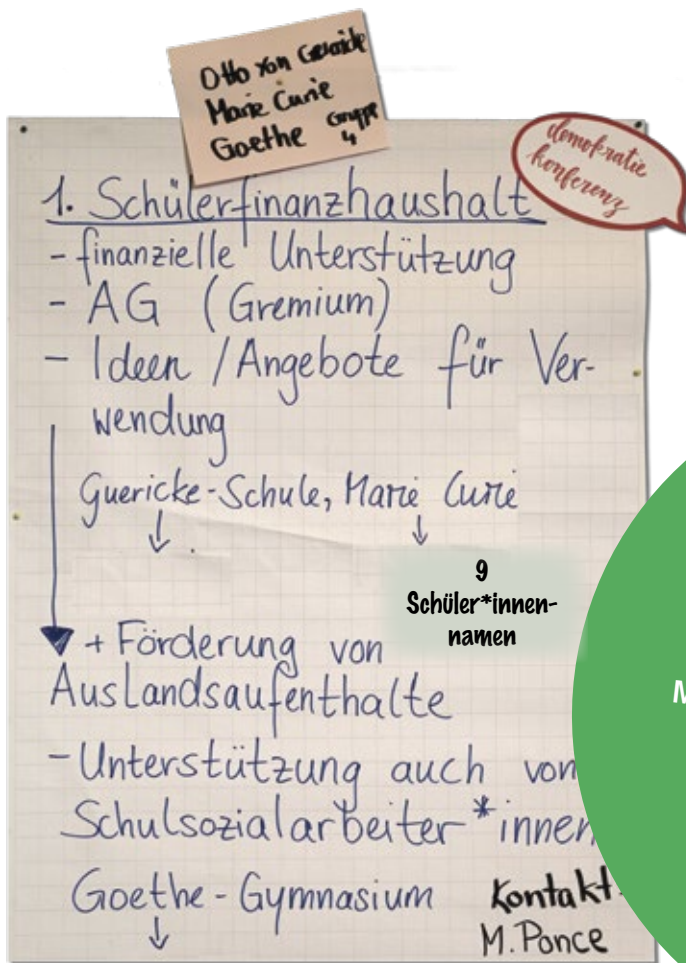 Otto von Guericke
Marie Curie
Goethe Gruppe
4
demokratie
konferenz
1. Schülerfinanzhaushalt
- finanzielle Unterstützung
- AG (Gremium)
- Ideen / Angebote für Ver-
wendung
Guericke-Schule, Marie Curie
9
Schüler*innen-
namen
+ Förderung von
Auslandsaufenthalte
M
- Unterstützung auch von
Schulsozialarbeiter*innen
Goethe-Gymnasium Kontakt
M. Ponce